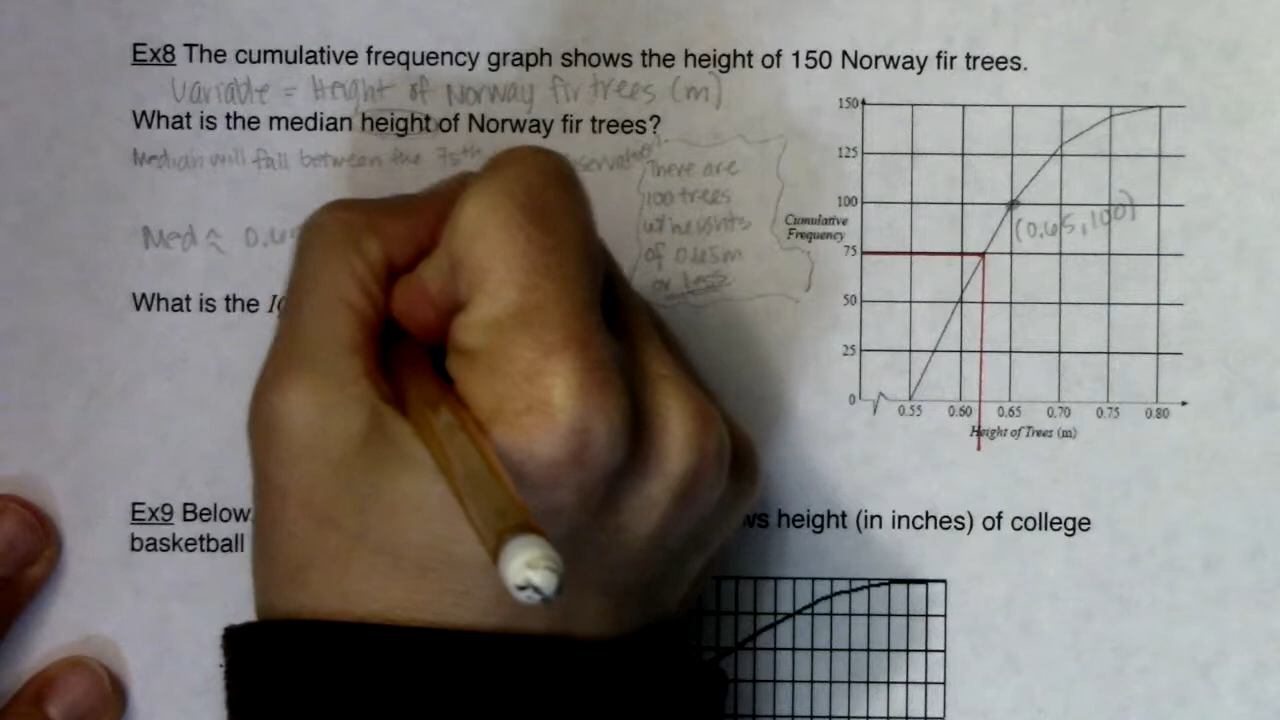 Ex8 The cumulative frequency graph shows the height of 150 Norway fir trees.
Variable = Height of Norway fir trees (m)
What is the median height of Norway fir trees?
Median will fall between the 75th
There are
100 trees
w/ heights
of 0.65m
or less.
Med ≈ 0.6
What is the
150
125
100
75
50
25
0
Cumulative
Frequency
(0.65,100)
0.55 0.60 0.65 0.70 0.75 0.80
Height of Trees (m)
Ex9 Below
height (in inches) of college
basketball